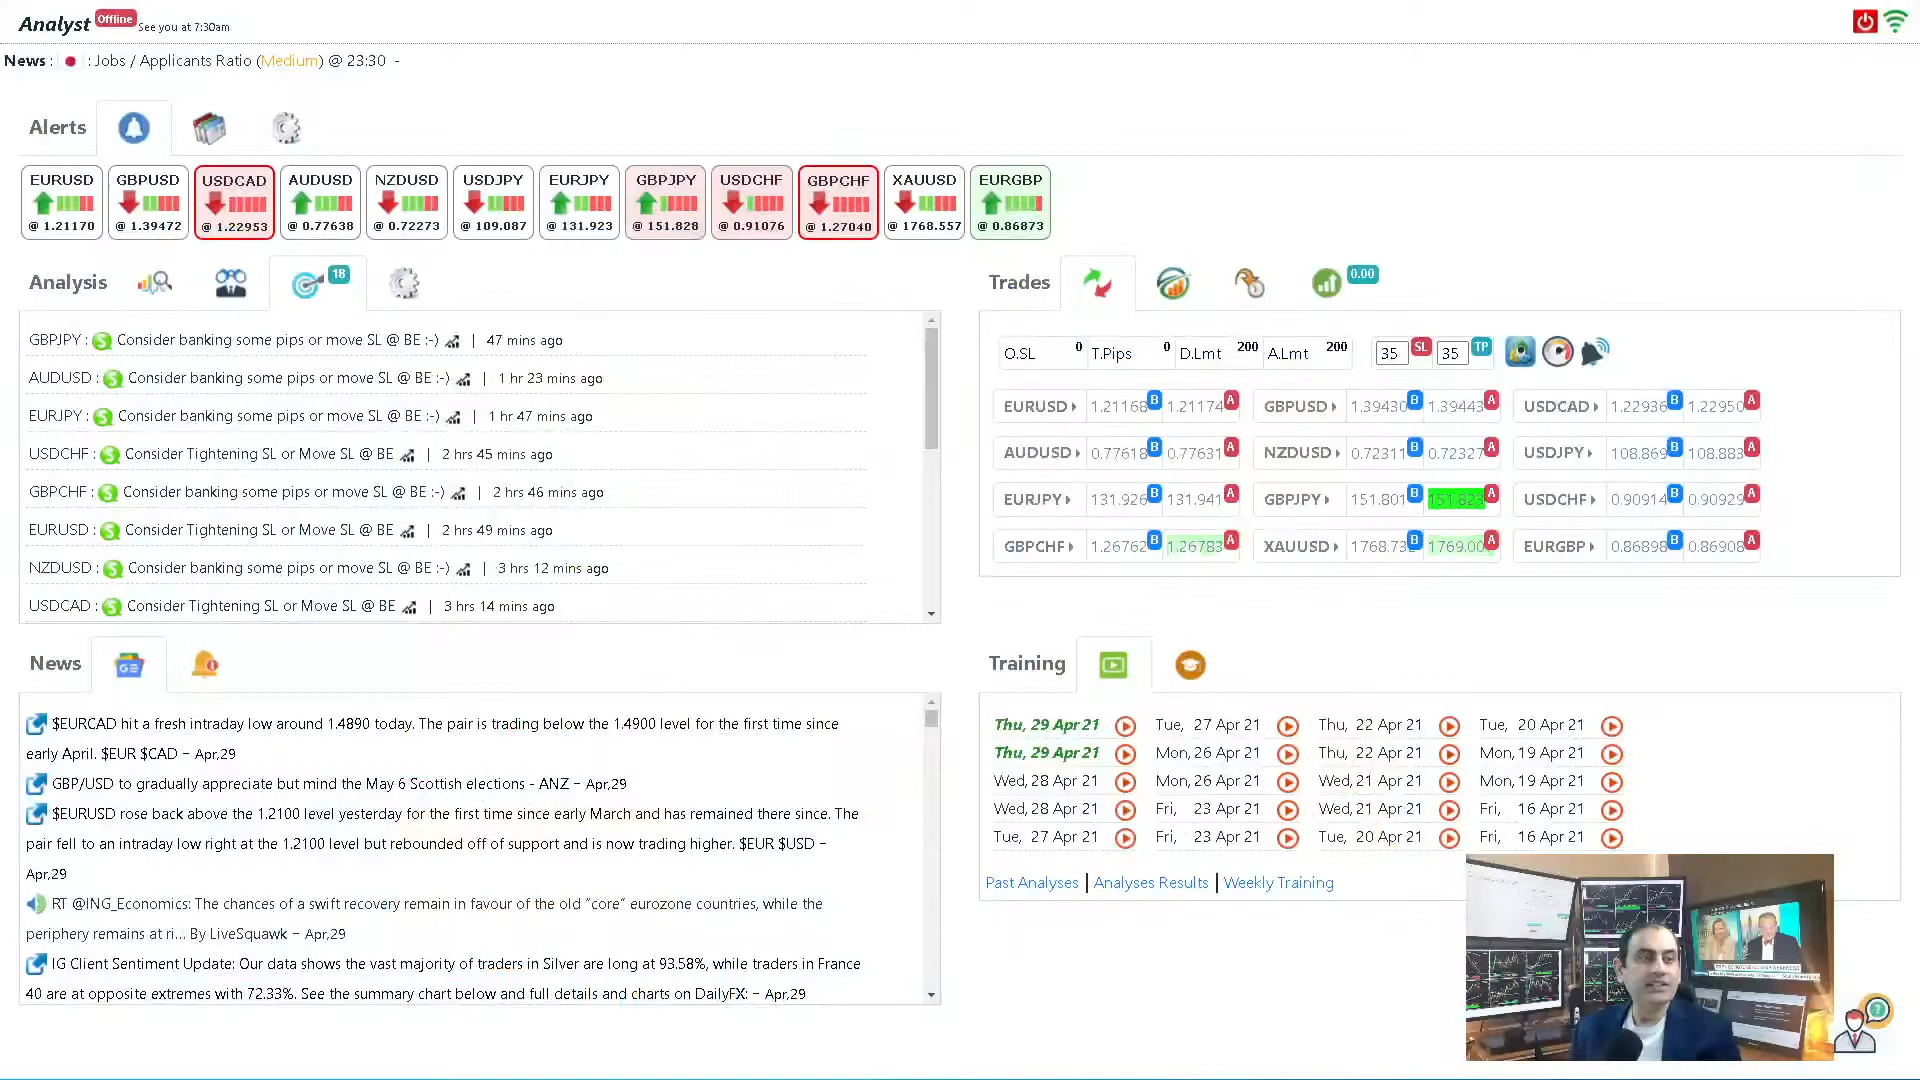 Analyst Offline See you at 7:30am
News : : Jobs / Applicants Ratio (Medium) @ 23:30 -
Alerts
EURUSD GBPUSD USDCAD AUDUSD NZDUSD USDJPY EURJPY GBPJPY USDCHF GBPCHF XAUUSD EURGBP
@ 1.21170 @ 1.39472 @ 1.22953 @ 0.77638 @ 0.72273 @ 109.087 @ 131.923 @ 151.828 @ 0.91076 @ 1.27040 @ 1768.557 @ 0.86873
Analysis 18
GBPJPY : $ Consider banking some pips or move SL @ BE :-) | 47 mins ago
AUDUSD : $ Consider banking some pips or move SL @ BE :-) | 1 hr 23 mins ago
EURJPY : $ Consider banking some pips or move SL @ BE :-) | 1 hr 47 mins ago
USDCHF : $ Consider Tightening SL or Move SL @ BE | 2 hrs 45 mins ago
GBPCHF : $ Consider banking some pips or move SL @ BE :-) | 2 hrs 46 mins ago
EURUSD : $ Consider Tightening SL or Move SL @ BE | 2 hrs 49 mins ago
NZDUSD : $ Consider banking some pips or move SL @ BE :-) | 3 hrs 12 mins ago
USDCAD : $ Consider Tightening SL or Move SL @ BE | 3 hrs 14 mins ago
Trades 0.00
O.SL 0 T.Pips 0 D.Lmt 200 A.Lmt 200 35 SL 35 TP
EURUSD 1.21168 B 1.21174 A GBPUSD 1.39430 B 1.39443 A USDCAD 1.22936 B 1.22950 A
AUDUSD 0.77618 B 0.77631 A NZDUSD 0.72311 B 0.72327 A USDJPY 108.869 B 108.883 A
EURJPY 131.926 B 131.941 A GBPJPY 151.801 B 151.823 A USDCHF 0.90914 B 0.90929 A
GBPCHF 1.26762 B 1.26783 A XAUUSD B A EURGBP 0.86898 B 0.86908 A
News
$EURCAD hit a fresh intraday low around 1.4890 today. The pair is trading below the 1.4900 level for the first time since
early April. $EUR $CAD - Apr,29
GBP/USD to gradually appreciate but mind the May 6 Scottish elections - ANZ - Apr,29
$EURUSD rose back above the 1.2100 level yesterday for the first time since early March and has remained there since. The
pair fell to an intraday low right at the 1.2100 level but rebounded off of support and is now trading higher. $EUR $USD -
Apr,29
RT @ING_Economics: The chances of a swift recovery remain in favour of the old "core" eurozone countries, while the
periphery remains at ri... By LiveSquawk - Apr,29
IG Client Sentiment Update: Our data shows the vast majority of traders in Silver are long at 93.58%, while traders in France
40 are at opposite extremes with 72.33%. See the summary chart below and full details and charts on DailyFX: - Apr,29
Training
Thu, 29 Apr 21 Tue, 27 Apr 21 Thu, 22 Apr 21 Tue, 20 Apr 21
Thu, 29 Apr 21 Mon, 26 Apr 21 Thu, 22 Apr 21 Mon, 19 Apr 21
Wed, 28 Apr 21 Mon, 26 Apr 21 Wed, 21 Apr 21 Mon, 19 Apr 21
Wed, 28 Apr 21 Fri, 23 Apr 21 Wed, 21 Apr 21 Fri, 16 Apr 21
Tue, 27 Apr 21 Fri, 23 Apr 21 Tue, 20 Apr 21 Fri, 16 Apr 21
Past Analyses | Analyses Results | Weekly Training